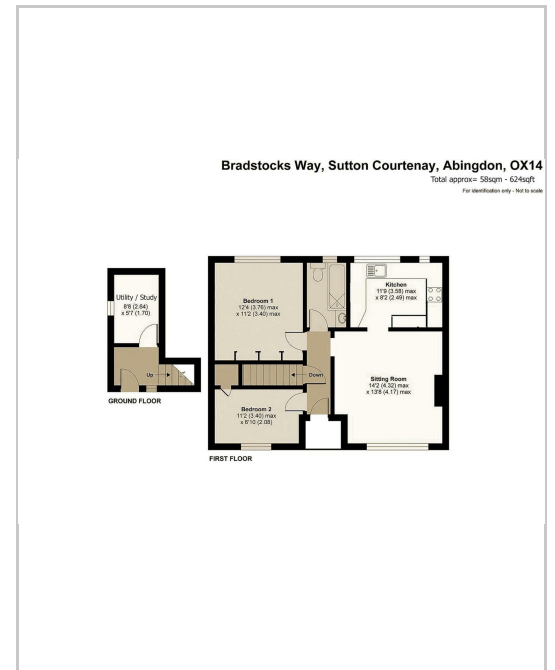 Bradstocks Way, Sutton Courtenay, Abingdon, OX14
Total approx= 58sqm - 624sqft
For identification only - Not to scale
Utility / Study
8'8 (2.64)
x 5'7 (1.70)
Up
GROUND FLOOR
Bedroom 1
12'4 (3.76) max
x 11'2 (3.40) max
Kitchen
11'9 (3.58) max
x 8'2 (2.49) max
Down
Sitting Room
14'2 (4.32) max
x 13'8 (4.17) max
Bedroom 2
11'2 (3.40) max
x 6'10 (2.08)
FIRST FLOOR